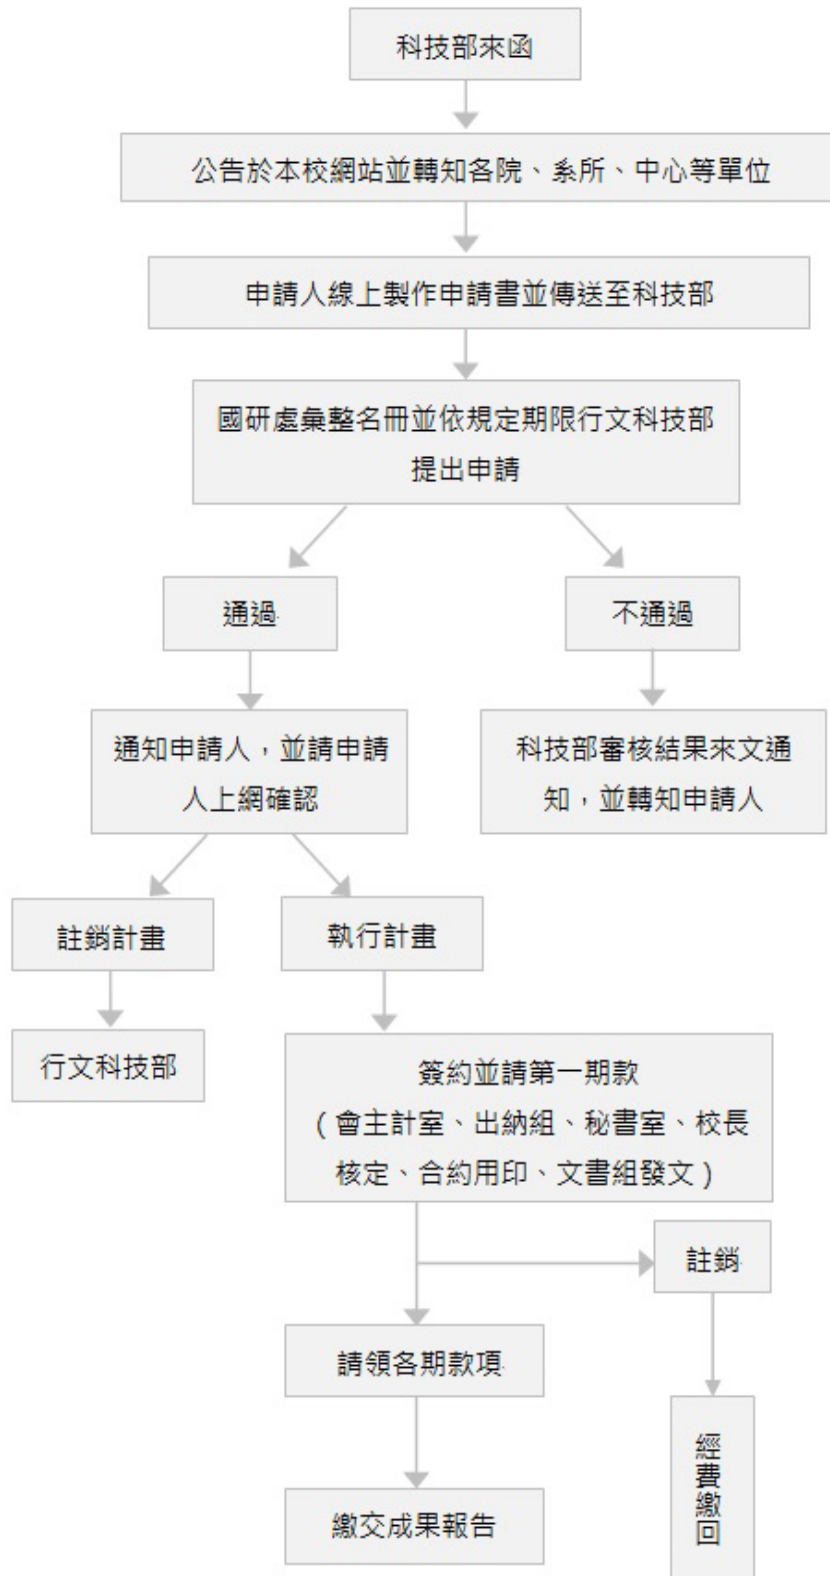 科技部來函
公告於本校網站並轉知各院、系所、中心等單位
申請人線上製作申請書並傳送至科技部
國研處彙整名冊並依規定期限行文科技部
提出申請
通過
不通過
通知申請人，並請申請
人上網確認
科技部審核結果來文通
知，並轉知申請人
註銷計畫
執行計畫
行文科技部
簽約並請第一期款
（會主計室、出納組、秘書室、校長
核定、合約用印、文書組發文）
註銷
請領各期款項
經費繳回
繳交成果報告